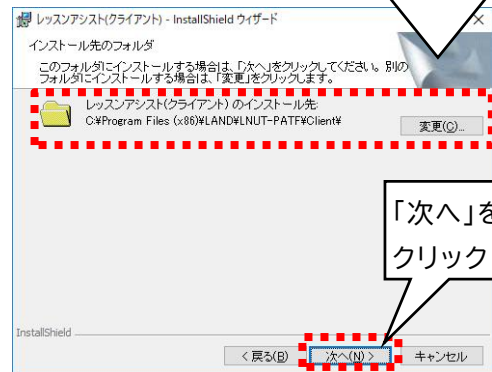 レッスンアシスト(クライアント) - InstallShield ウィザード
インストール先のフォルダ
このフォルダにインストールする場合は、「次へ」をクリックしてください。別の
フォルダにインストールする場合は、「変更」をクリックします。
レッスンアシスト(クライアント) のインストール先:
C:¥Program Files (x86)¥LAND¥LNUT-PATF¥Client¥
変更(C)...
「次へ」を
クリック
InstallShield
< 戻る(B)
次へ(N) >
キャンセル